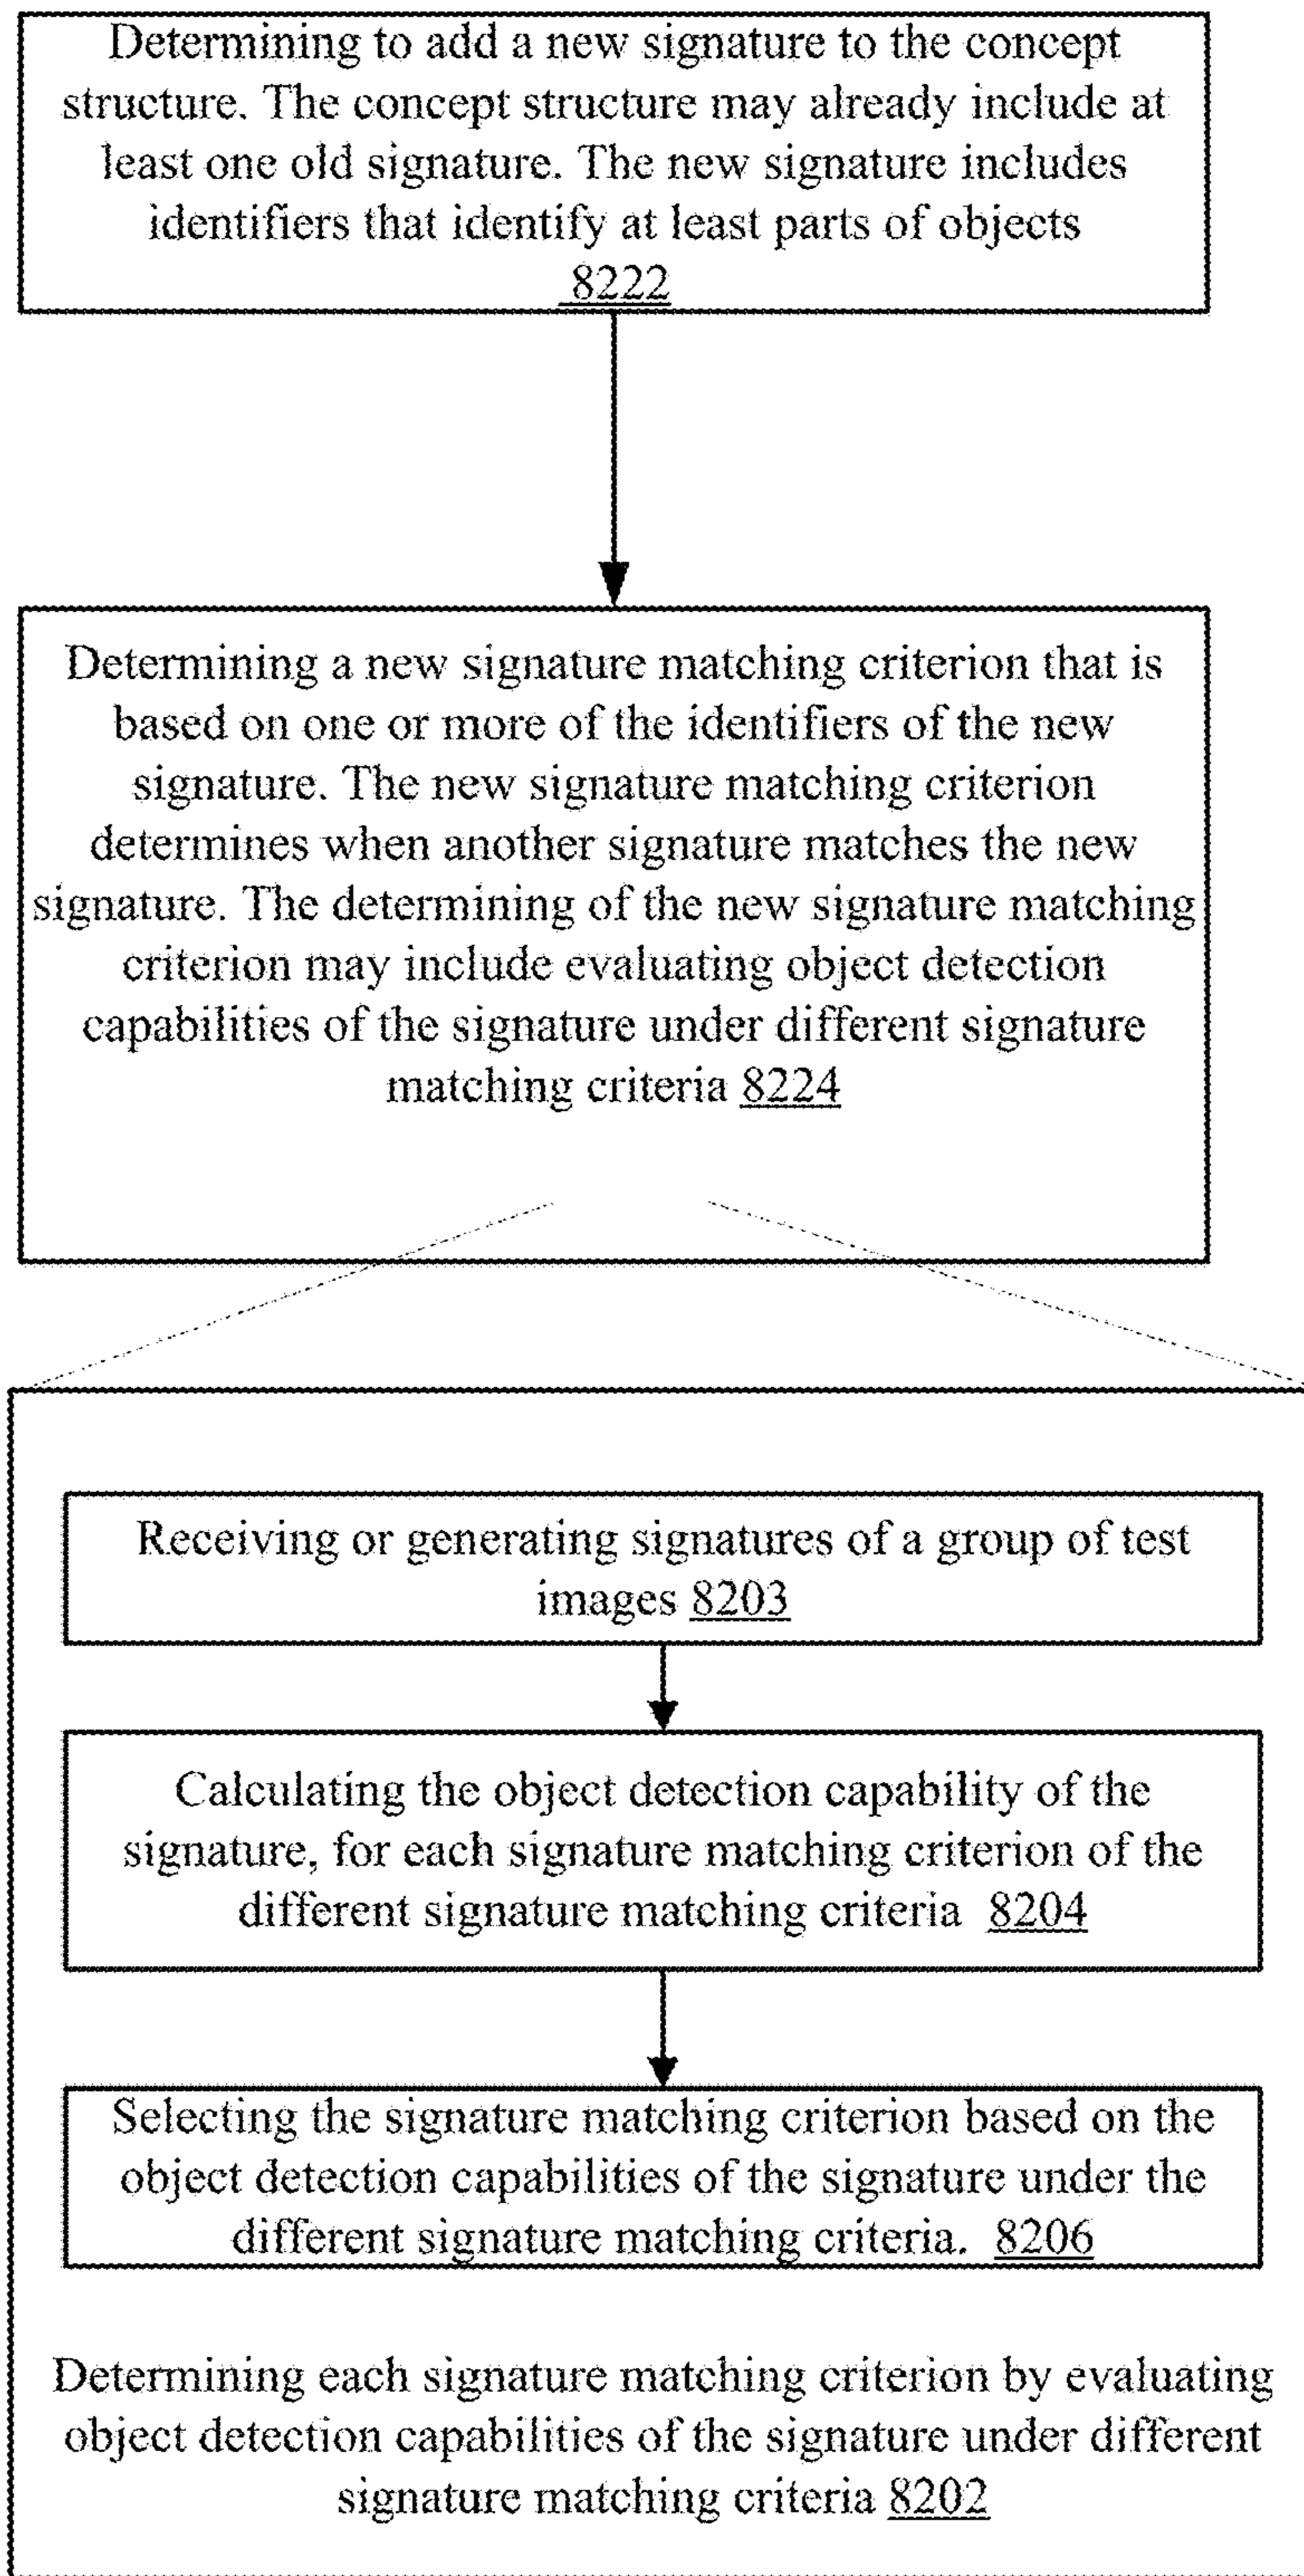 Determining to add a new signature to the concept
structure. The concept structure may already include at
least one old signature. The new signature includes
identifiers that identify at least parts of objects
8222
Determining a new signature matching criterion that is
based on one or more of the identifiers of the new
signature. The new signature matching criterion
determines when another signature matches the new
signature. The determining of the new signature matching
criterion may include evaluating object detection
capabilities of the signature under different signature
matching criteria 8224
Receiving or generating signatures of a group of test
images 8203
Calculating the object detection capability of the
signature, for each signature matching criterion of the
different signature matching criteria 8204
Selecting the signature matching criterion based on the
object detection capabilities of the signature under the
different signature matching criteria. 8206
Determining each signature matching criterion by evaluating
object detection capabilities of the signature under different
signature matching criteria 8202